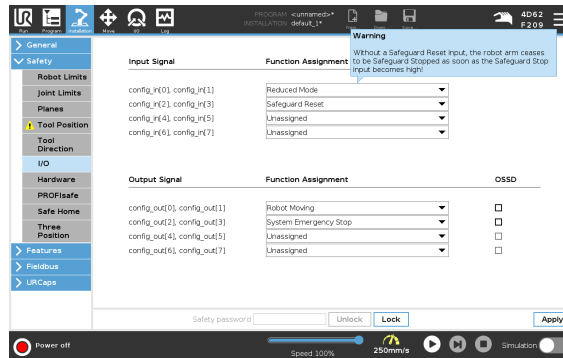 PROGRAM <unnamed>*
INSTALLATION default_1*
4D62
F209
Run
Program
Installation
Move
I/O
Log
Warning
Without a Safeguard Reset input, the robot arm ceases
to be Safeguard Stopped as soon as the Safeguard Stop
input becomes high!
General
Safety
Robot Limits
Joint Limits
Planes
Tool Position
Tool
Direction
I/O
Hardware
PROFIsafe
Safe Home
Three
Position
Features
Fieldbus
URCaps
Input Signal
Function Assignment
config_in[0], config_in[1]
Reduced Mode
config_in[2], config_in[3]
Safeguard Reset
config_in[4], config_in[5]
Unassigned
config_in[6], config_in[7]
Unassigned
Output Signal
Function Assignment
OSSD
config_out[0], config_out[1]
Robot Moving
config_out[2], config_out[3]
System Emergency Stop
config_out[4], config_out[5]
Unassigned
config_out[6], config_out[7]
Unassigned
Safety password
Unlock
Lock
Apply
Power off
Speed 100%
250mm/s
Simulation